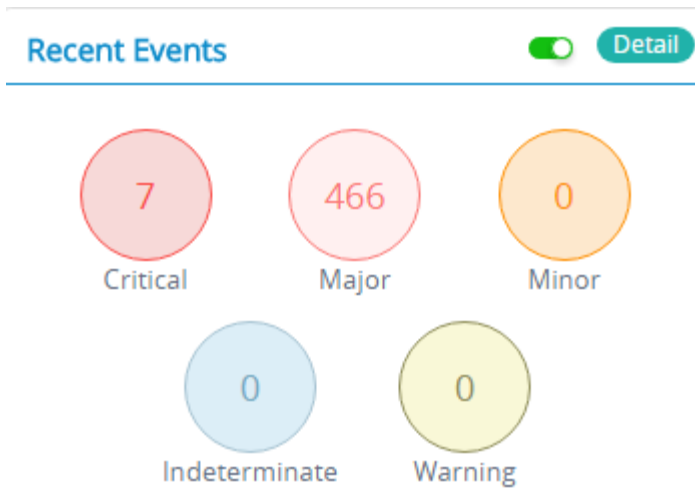 Recent Events Detail
7 466 0
Critical Major Minor
0 0
Indeterminate Warning